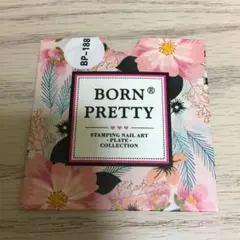 BP-188
BORN®
PRETTY
STAMPING NAIL ART
· PLATE ·
COLLECTION